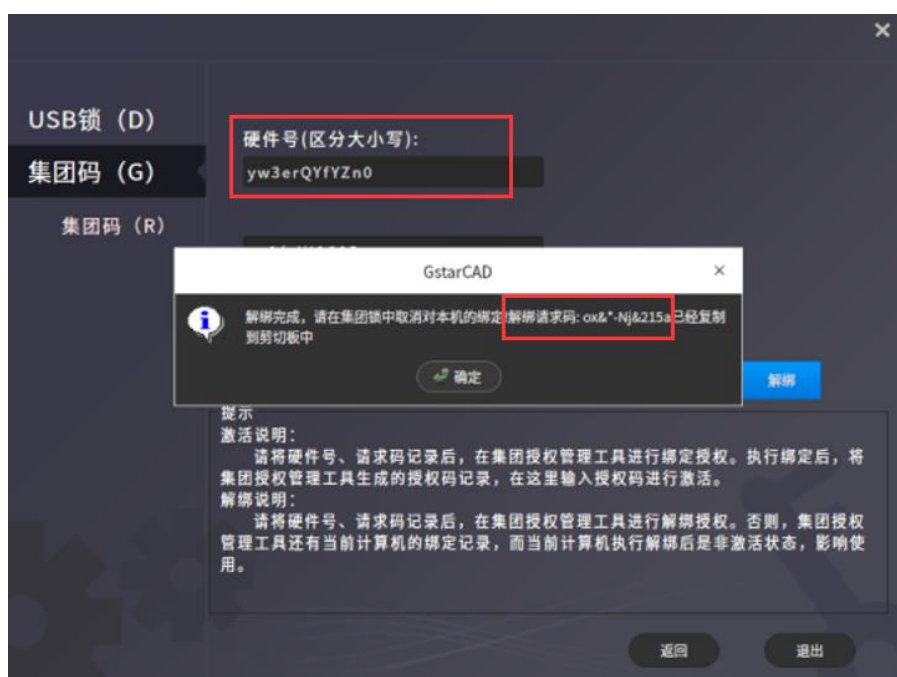 USB锁（D）
集团码（G）
集团码（R）
硬件号(区分大小写):
yw3erQYfYZn0
GstarCAD
解绑完成，请在集团锁中取消对本机的绑定!解绑请求码: ox&*-Nj&215a已经复制
到剪切板中
确定
解绑
提示
激活说明:
请将硬件号、请求码记录后，在集团授权管理工具进行绑定授权。执行绑定后，将
集团授权管理工具生成的授权码记录，在这里输入授权码进行激活。
解绑说明:
请将硬件号、请求码记录后，在集团授权管理工具进行解绑授权。否则，集团授权
管理工具还有当前计算机的绑定记录，而当前计算机执行解绑后是非激活状态，影响使
用。
返回
退出